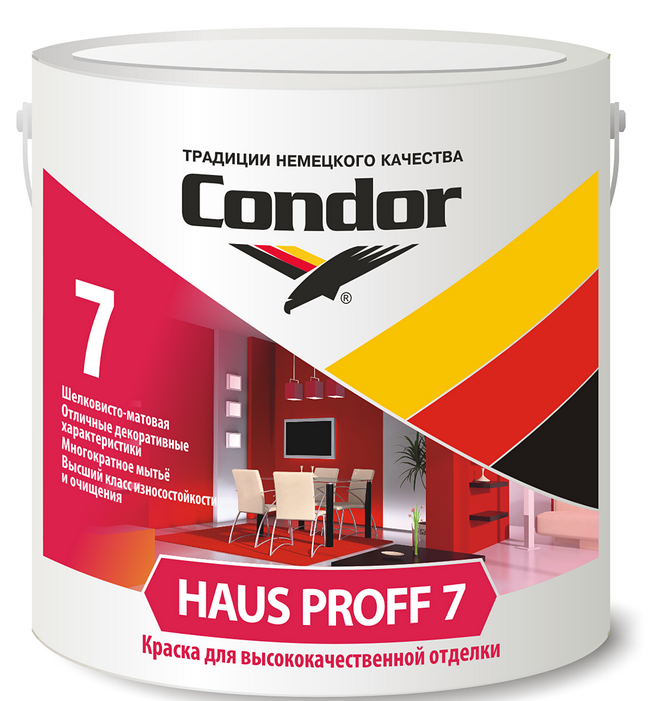 ТРАДИЦИИ НЕМЕЦКОГО КАЧЕСТВА
Condor
®
7
Шелковисто-матовая
Отличные декоративные
характеристики
Многократное мытьё
Высший класс износостойкости
и очищения
HAUS PROFF 7
Краска для высококачественной отделки